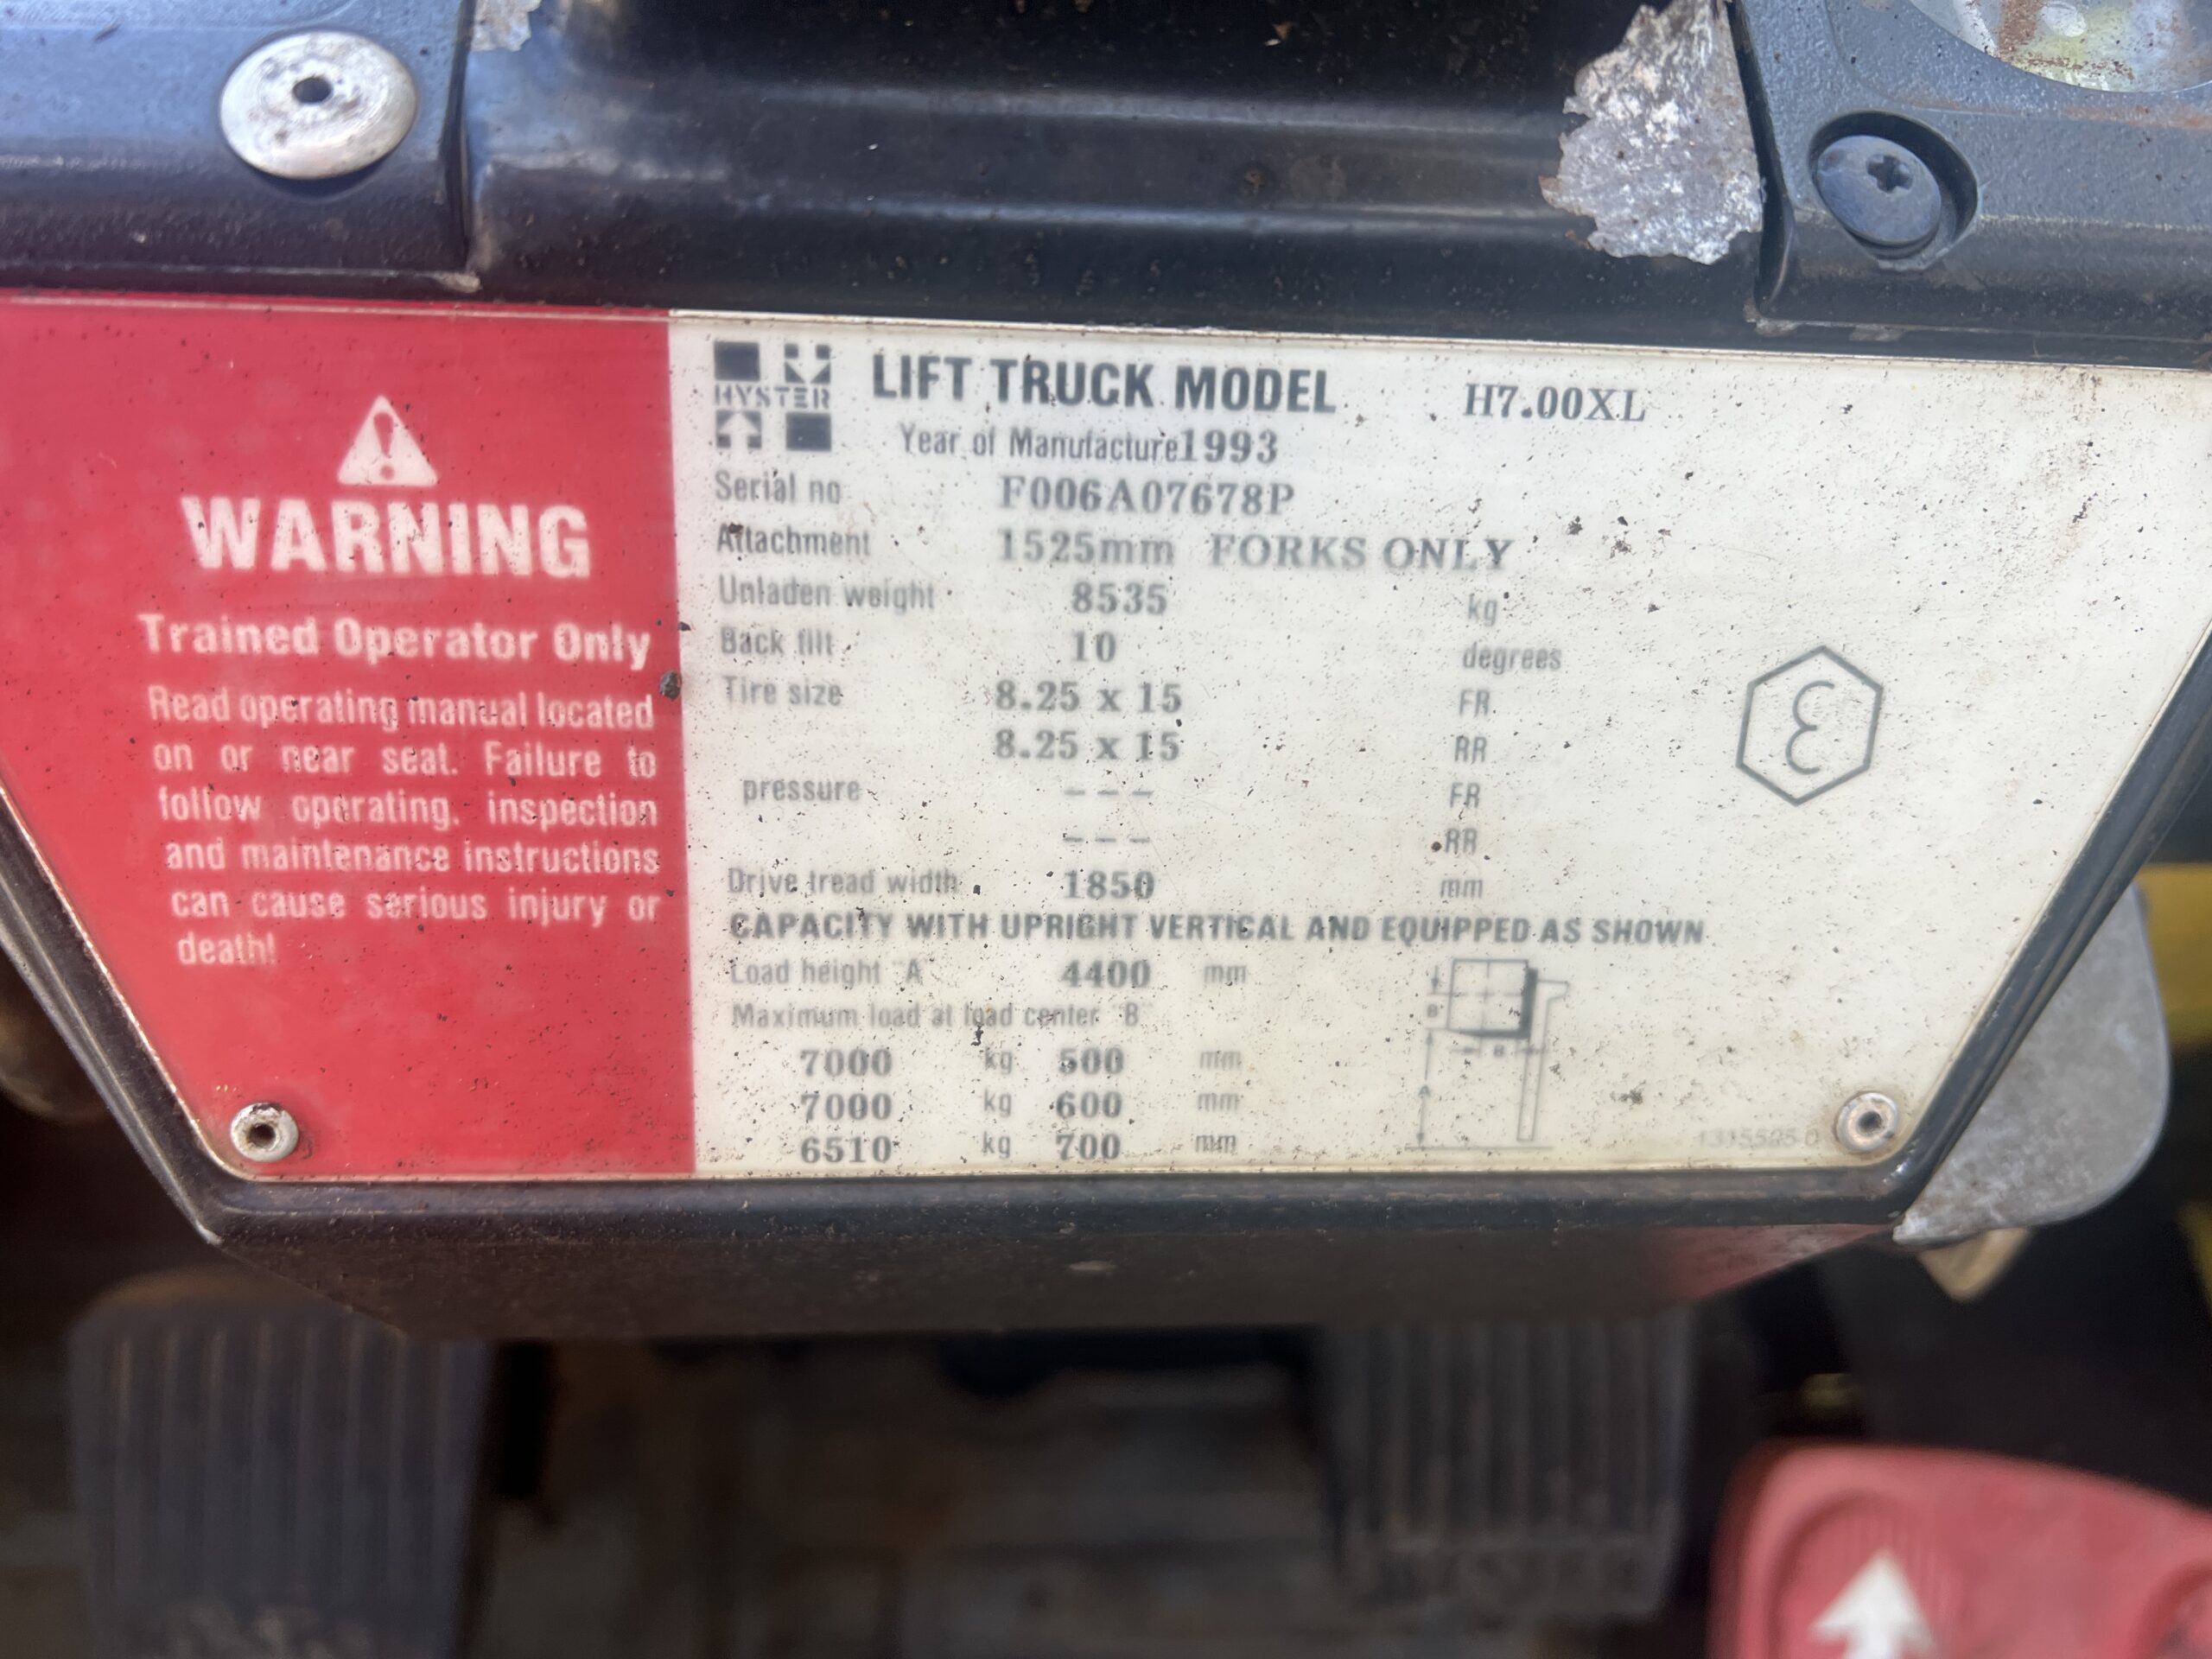 WARNING
Trained Operator Only
Read operating manual located
on or near seat. Failure to
follow operating, inspection
and maintenance instructions
can cause serious injury or
death!
HYSTER
LIFT TRUCK MODEL H7.00XL
Year of Manufacture 1993
Serial no F006A07678P
Attachment 1525mm FORKS ONLY
Unladen weight 8535 kg
Back tilt 10 degrees
Tire size 8.25 x 15 FR
8.25 x 15 RR
pressure --- FR
--- RR
Drive tread width 1850 mm
CAPACITY WITH UPRIGHT VERTICAL AND EQUIPPED AS SHOWN
Load height "A" 4400 mm
Maximum load at load center "B"
7000 kg 500 mm
7000 kg 600 mm
6510 kg 700 mm
B
B
A